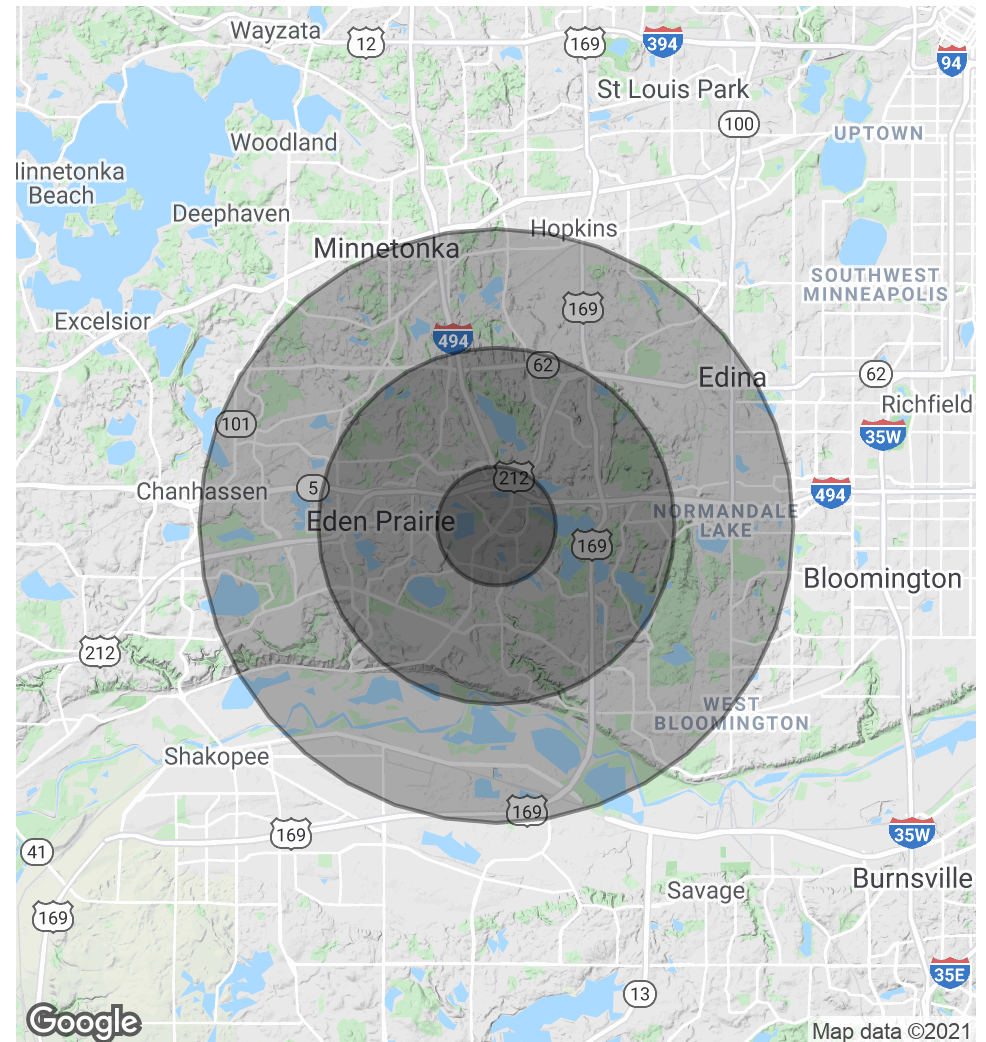 Wayzata
12
169
394
94
St Louis Park
100
UPTOWN
Woodland
linnetonka
Beach
Deephaven
Hopkins
Minnetonka
SOUTHWEST
MINNEAPOLIS
169
Excelsior
494
62
Edina
62
Richfield
101
35W
212
5
Chanhassen
494
Eden Prairie
NORMANDALE
LAKE
169
Bloomington
212
WEST
BLOOMINGTON
Shakopee
169
169
35W
41
Burnsville
Savage
169
35E
13
Google
Map data ©2021